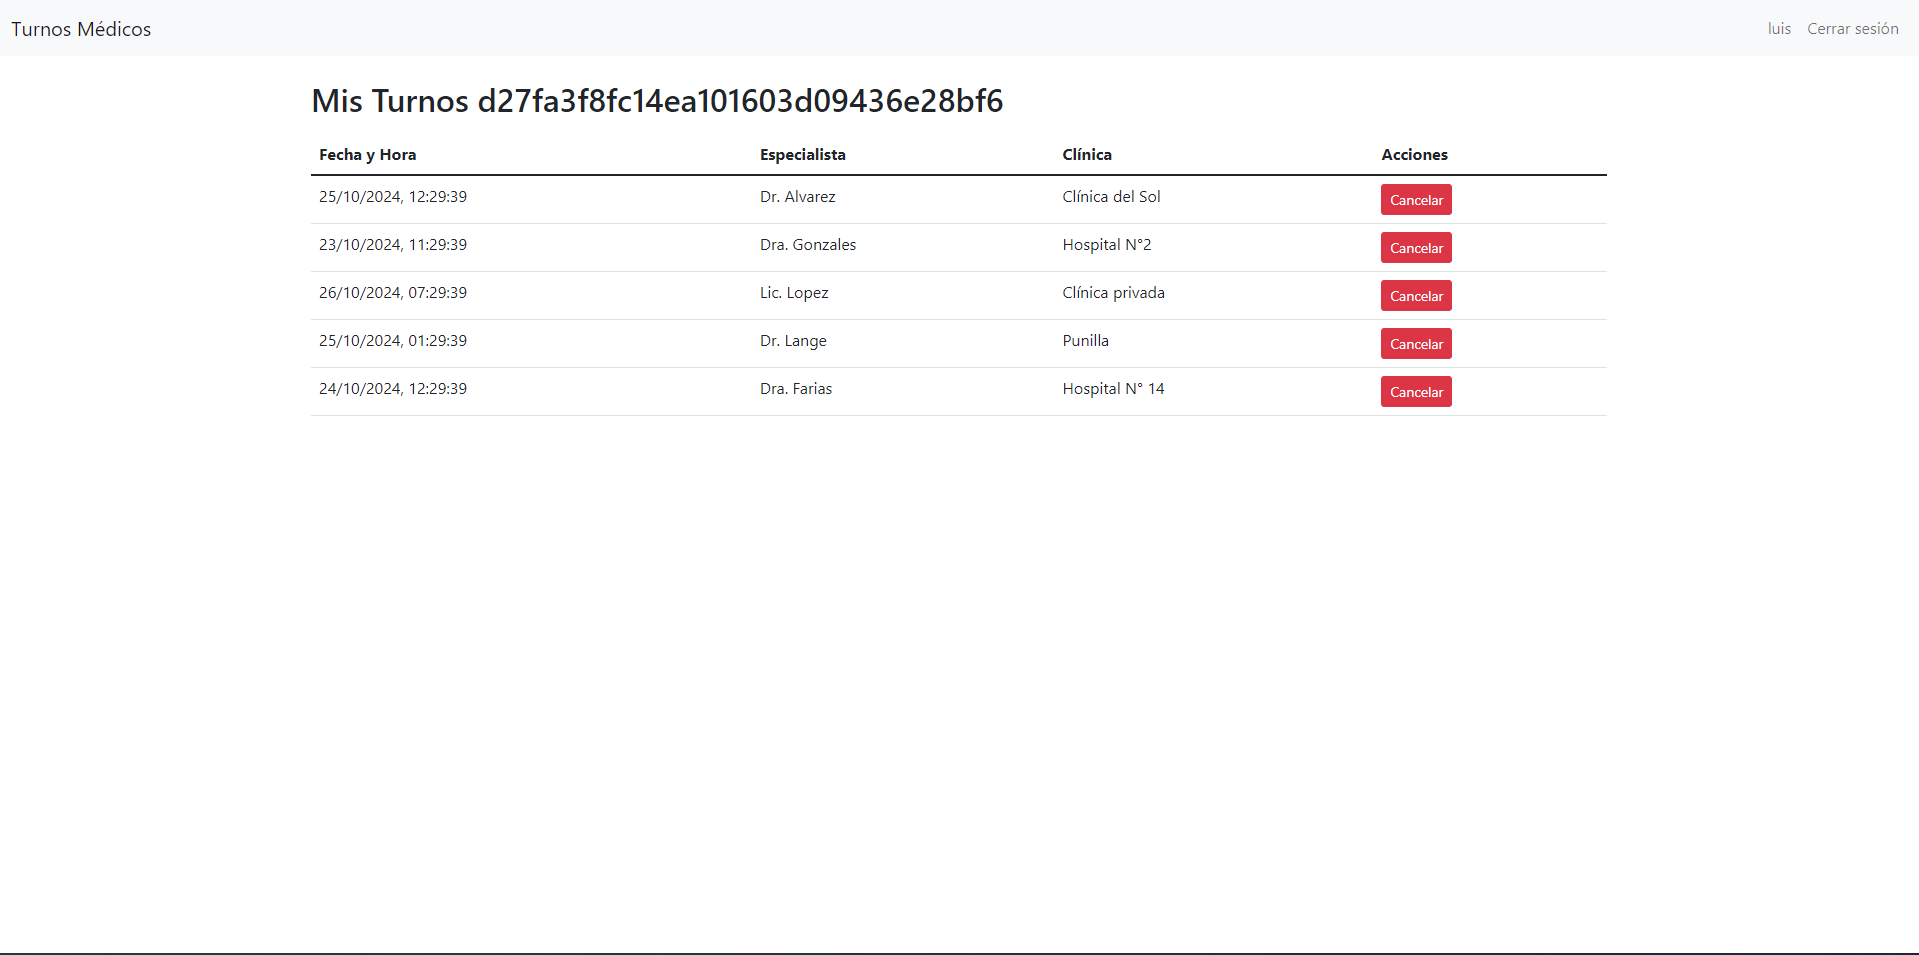 Turnos Médicos luis Cerrar sesión
Mis Turnos d27fa3f8fc14ea101603d09436e28bf6
Fecha y Hora Especialista Clínica Acciones
25/10/2024, 12:29:39 Dr. Alvarez Clínica del Sol Cancelar
23/10/2024, 11:29:39 Dra. Gonzales Hospital N°2 Cancelar
26/10/2024, 07:29:39 Lic. Lopez Clínica privada Cancelar
25/10/2024, 01:29:39 Dr. Lange Punilla Cancelar
24/10/2024, 12:29:39 Dra. Farias Hospital N° 14 Cancelar